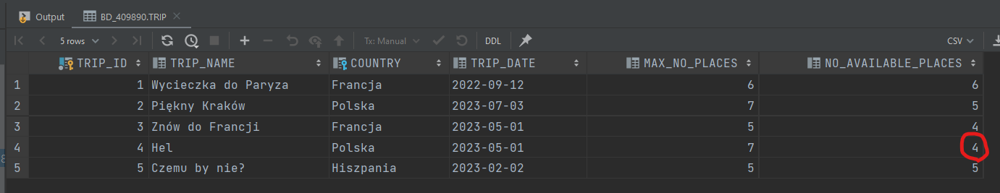 Output BD_409890.TRIP
5 rows Tx: Manual DDL CSV
TRIP_ID TRIP_NAME COUNTRY TRIP_DATE MAX_NO_PLACES NO_AVAILABLE_PLACES
1 1 Wycieczka do Paryza Francja 2022-09-12 6 6
2 2 Piękny Kraków Polska 2023-07-03 7 5
3 3 Znów do Francji Francja 2023-05-01 5 4
4 4 Hel Polska 2023-05-01 7 4
5 5 Czemu by nie? Hiszpania 2023-02-02 5 5